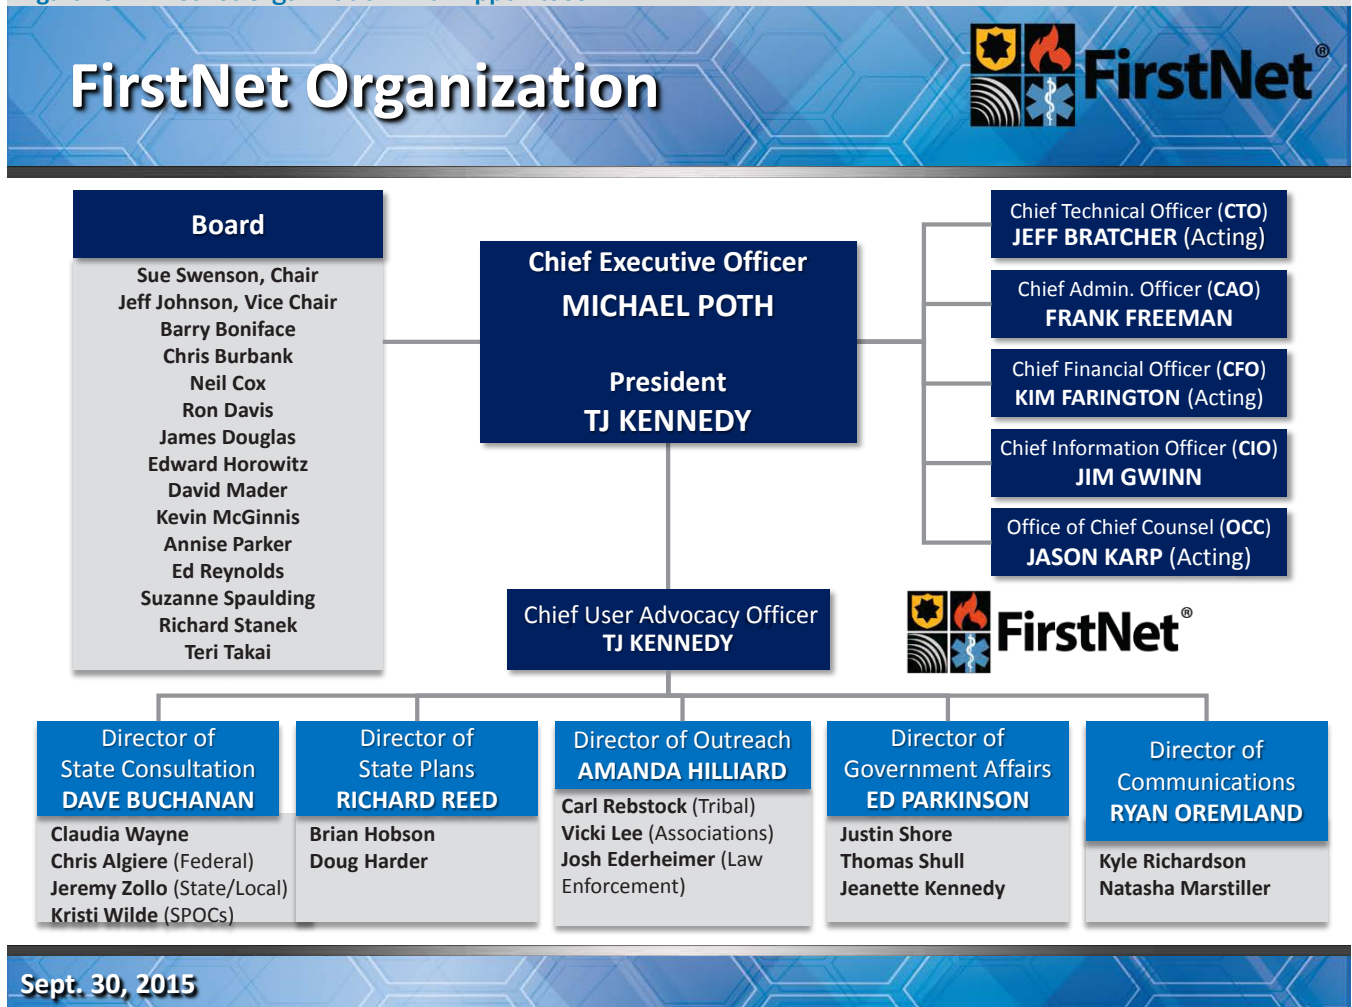 FirstNet Organization
FirstNet®
Board
Sue Swenson, Chair
Jeff Johnson, Vice Chair
Barry Boniface
Chris Burbank
Neil Cox
Ron Davis
James Douglas
Edward Horowitz
David Mader
Kevin McGinnis
Annise Parker
Ed Reynolds
Suzanne Spaulding
Richard Stanek
Teri Takai
Chief Executive Officer
MICHAEL POTH
President
TJ KENNEDY
Chief Technical Officer (CTO)
JEFF BRATCHER (Acting)
Chief Admin. Officer (CAO)
FRANK FREEMAN
Chief Financial Officer (CFO)
KIM FARINGTON (Acting)
Chief Information Officer (CIO)
JIM GWINN
Office of Chief Counsel (OCC)
JASON KARP (Acting)
Chief User Advocacy Officer
TJ KENNEDY
FirstNet®
Director of
State Consultation
DAVE BUCHANAN
Claudia Wayne
Chris Algiere (Federal)
Jeremy Zollo (State/Local)
Kristi Wilde (SPOCs)
Director of
State Plans
RICHARD REED
Brian Hobson
Doug Harder
Director of Outreach
AMANDA HILLIARD
Carl Rebstock (Tribal)
Vicki Lee (Associations)
Josh Ederheimer (Law
Enforcement)
Director of
Government Affairs
ED PARKINSON
Justin Shore
Thomas Shull
Jeanette Kennedy
Director of
Communications
RYAN OREMLAND
Kyle Richardson
Natasha Marstiller
Sept. 30, 2015